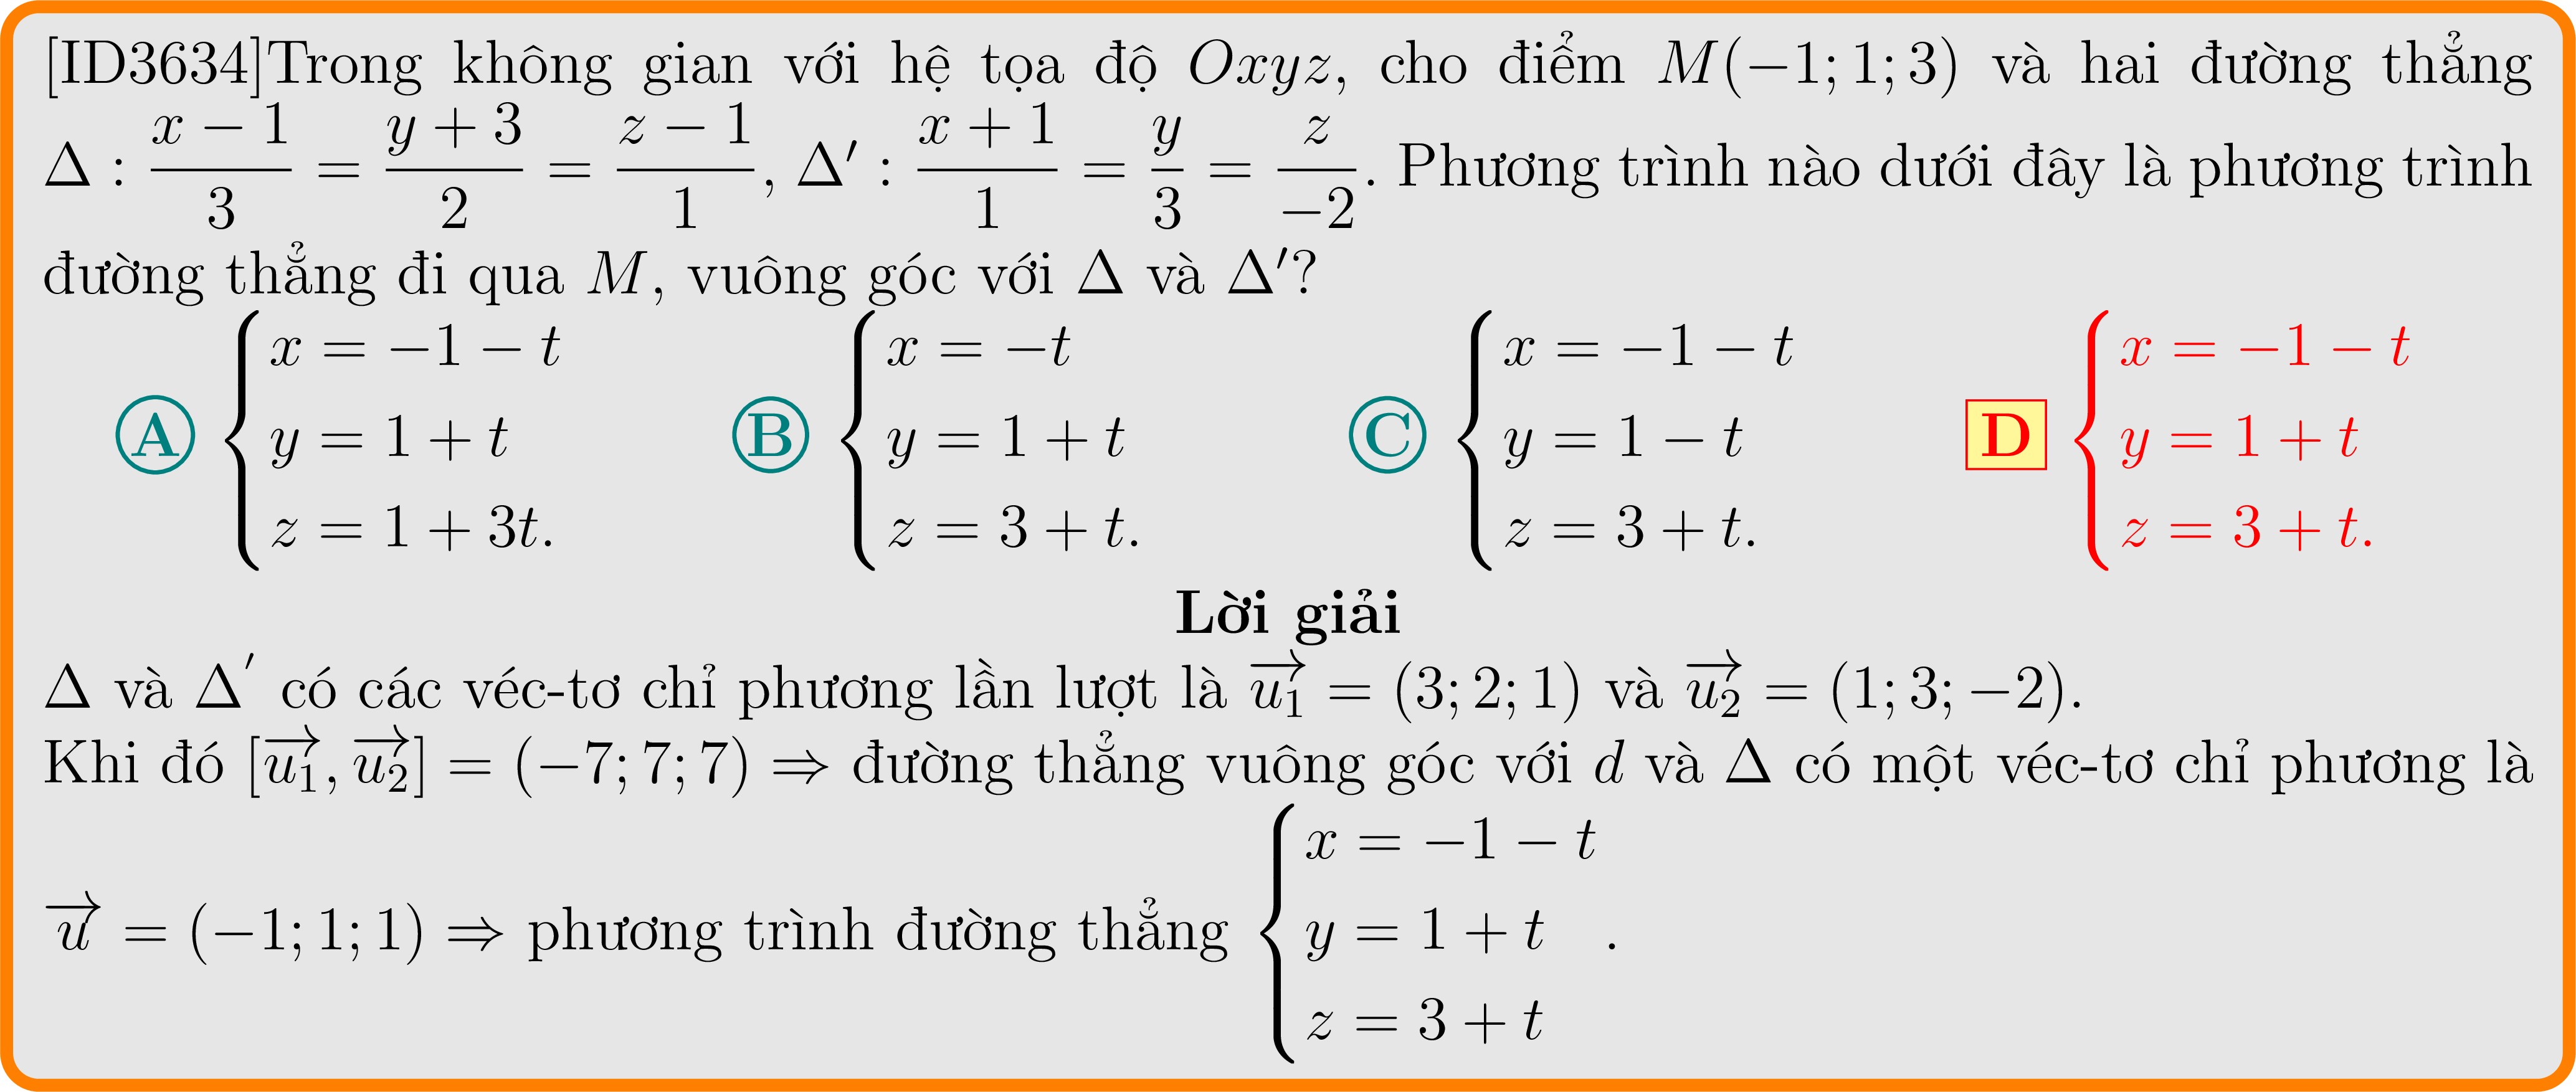 [ID3634]Trong không gian với hệ tọa độ $Oxyz$, cho điểm $M(-1;1;3)$ và hai đường thẳng
$\Delta : \dfrac{x-1}{3} = \dfrac{y+3}{2} = \dfrac{z-1}{1}$, $\Delta' : \dfrac{x+1}{1} = \dfrac{y}{3} = \dfrac{z}{-2}$. Phương trình nào dưới đây là phương trình
đường thẳng đi qua $M$, vuông góc với $\Delta$ và $\Delta'$?
A $\begin{cases} x = -1 - t \\ y = 1 + t \\ z = 1 + 3t. \end{cases}$ B $\begin{cases} x = -t \\ y = 1 + t \\ z = 3 + t. \end{cases}$ C $\begin{cases} x = -1 - t \\ y = 1 - t \\ z = 3 + t. \end{cases}$ D $\begin{cases} x = -1 - t \\ y = 1 + t \\ z = 3 + t. \end{cases}$
Lời giải
$\Delta$ và $\Delta'$ có các véc-tơ chỉ phương lần lượt là $\overrightarrow{u_1} = (3;2;1)$ và $\overrightarrow{u_2} = (1;3;-2)$.
Khi đó $[\overrightarrow{u_1}, \overrightarrow{u_2}] = (-7;7;7) \Rightarrow$ đường thẳng vuông góc với $d$ và $\Delta$ có một véc-tơ chỉ phương là
$\overrightarrow{u} = (-1;1;1) \Rightarrow$ phương trình đường thẳng $\begin{cases} x = -1 - t \\ y = 1 + t \\ z = 3 + t \end{cases}$.